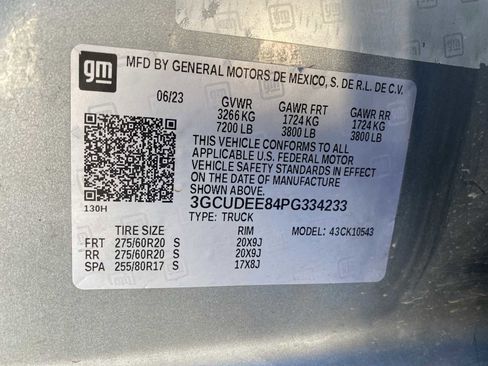 gm
MFD BY GENERAL MOTORS DE MEXICO, S. DE R.L. DE C.V.
06/23 GVWR GAWR FRT GAWR RR
3266 KG 1724 KG 1724 KG
7200 LB 3800 LB 3800 LB
THIS VEHICLE CONFORMS TO ALL
APPLICABLE U.S. FEDERAL MOTOR
VEHICLE SAFETY STANDARDS IN EFFECT
ON THE DATE OF MANUFACTURE
SHOWN ABOVE.
130H
3GCUDEE84PG334233
TYPE: TRUCK
TIRE SIZE RIM MODEL: 43CK10543
FRT 275/60R20 S 20X9J
RR 275/60R20 S 20X9J
SPA 255/80R17 S 17X8J